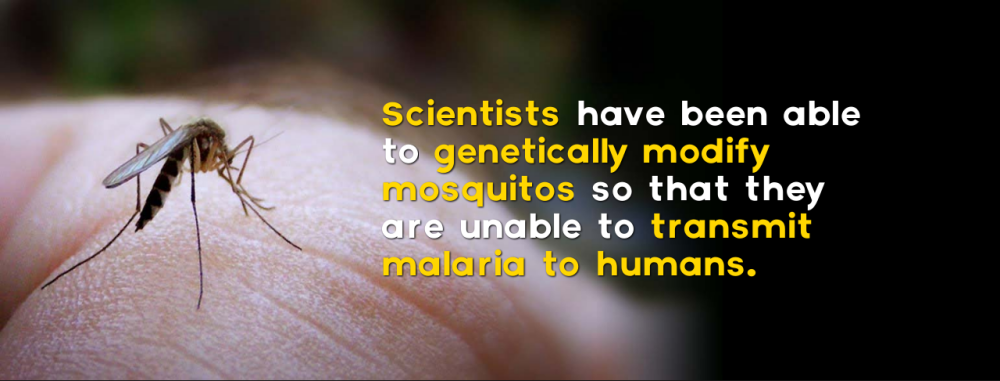 Scientists have been able
to genetically modify
mosquitos so that they
are unable to transmit
malaria to humans.